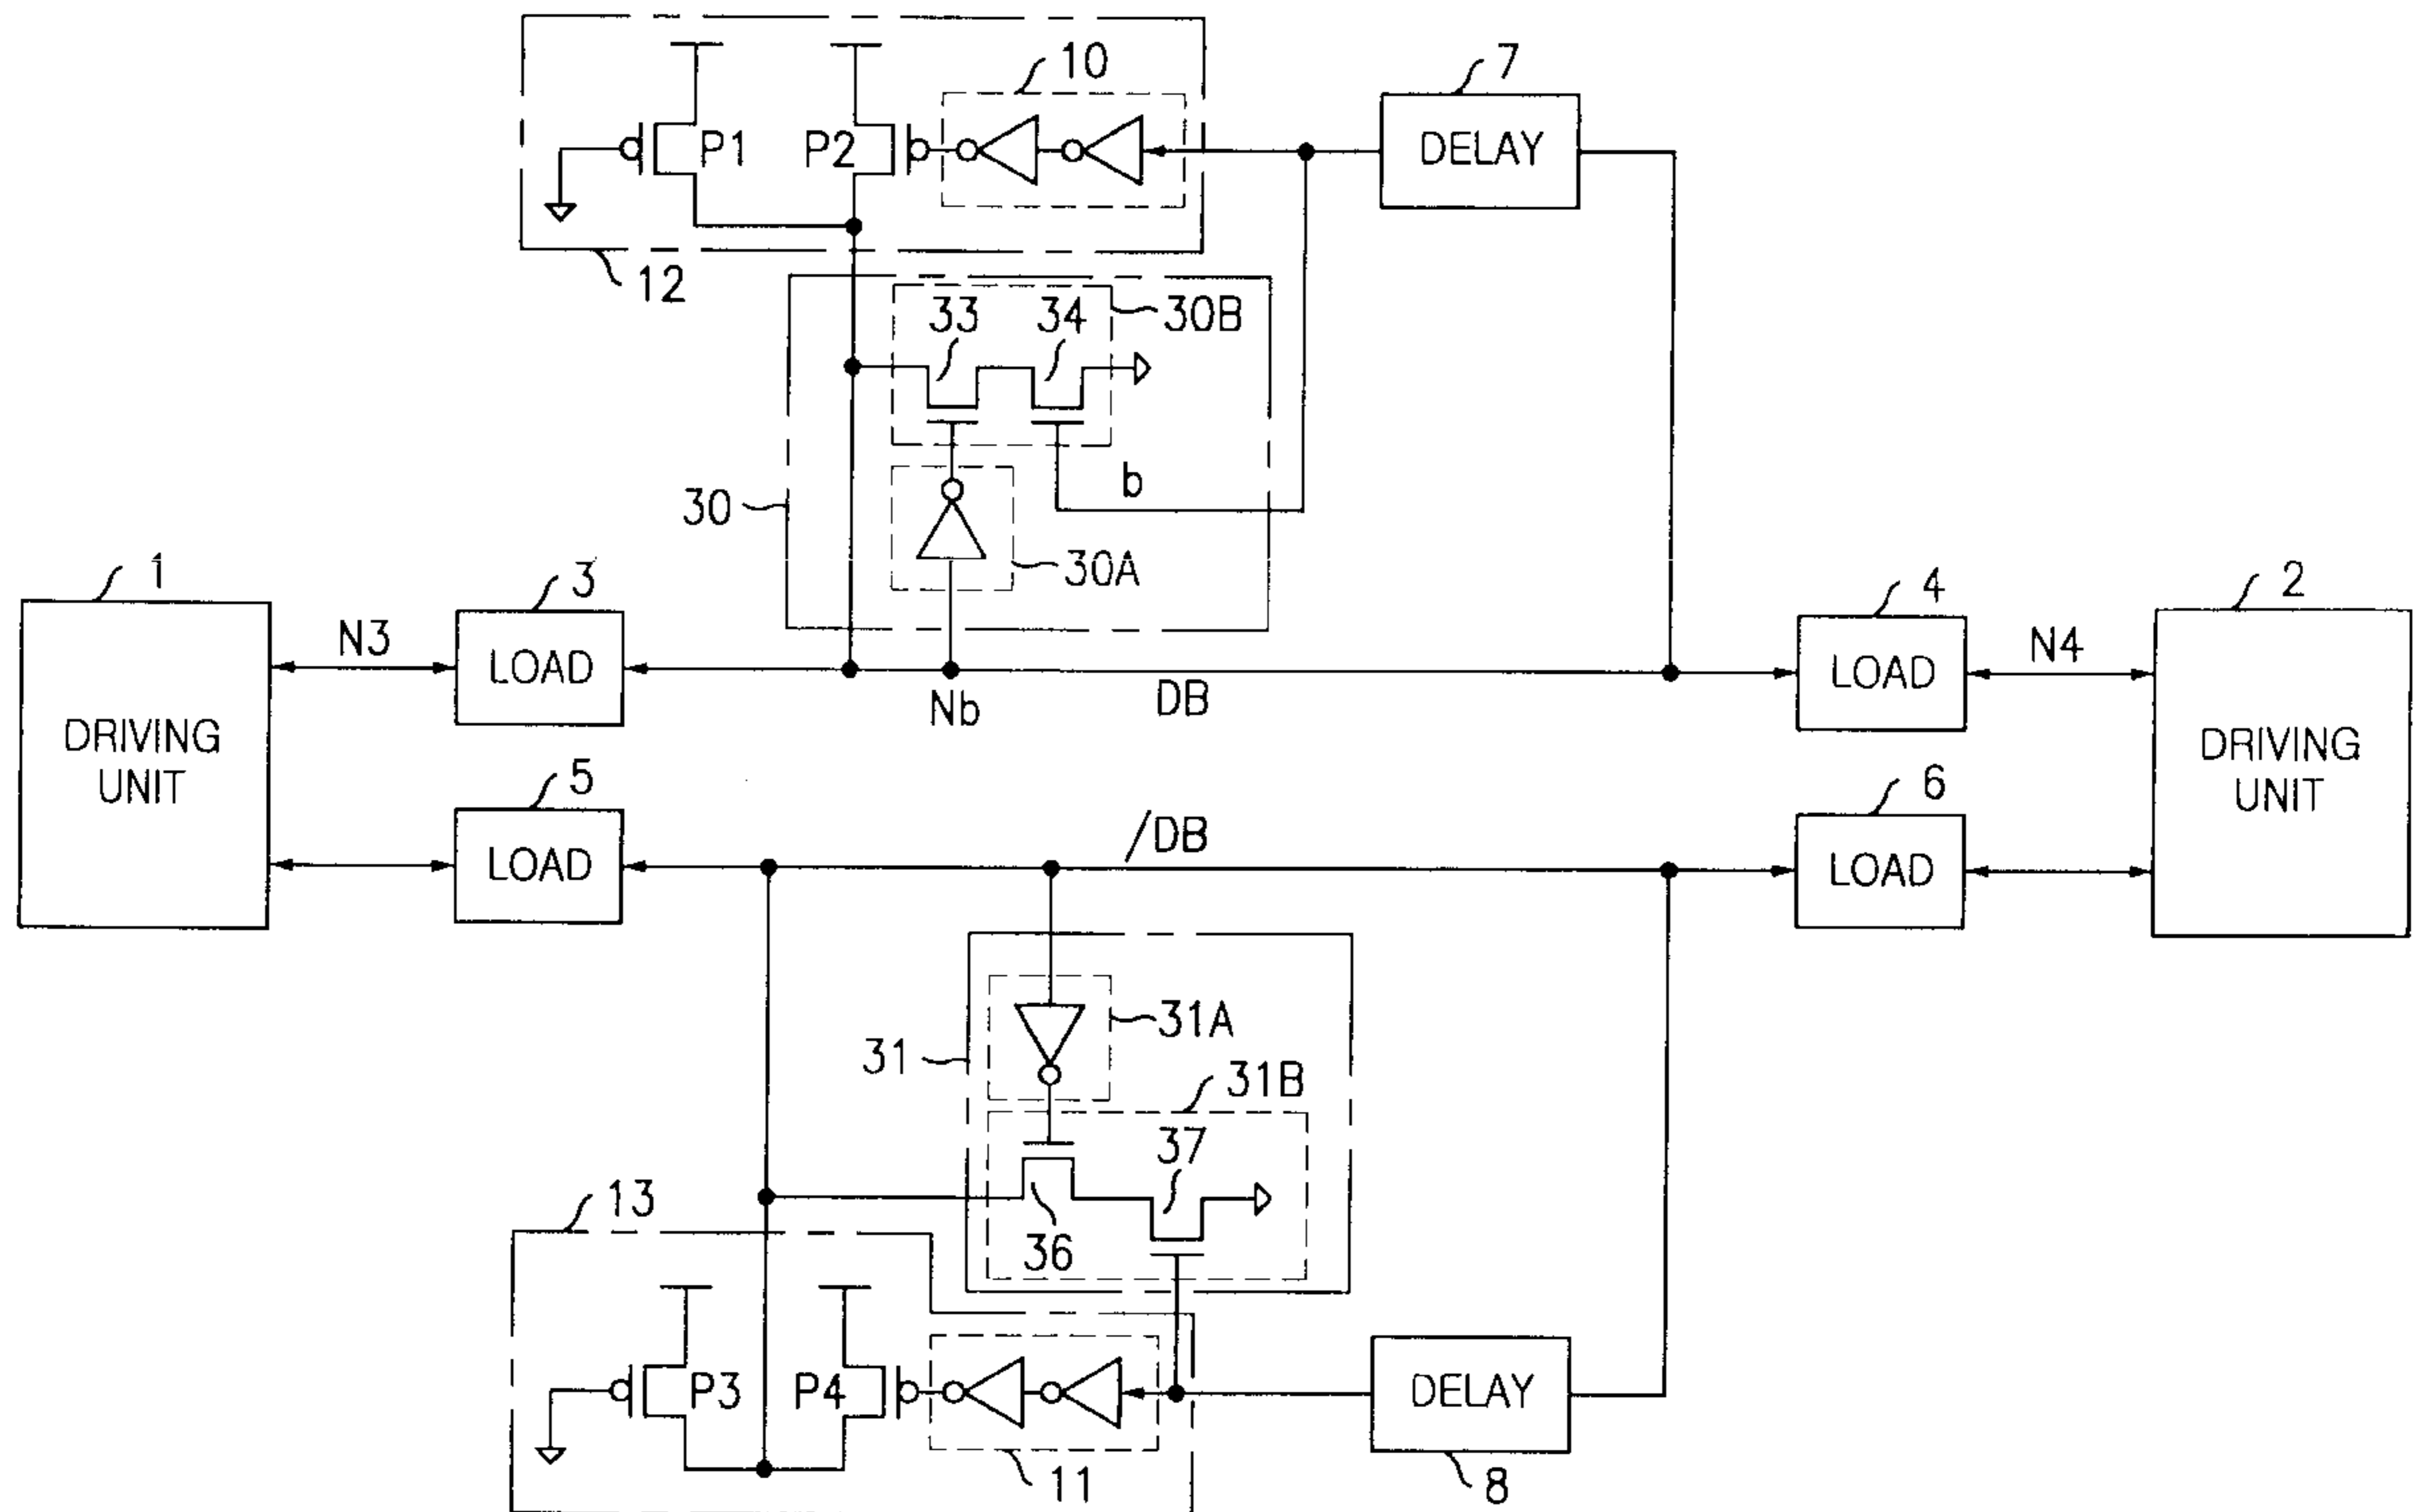 10
7
P1
P2
DELAY
12
33
34
30B
b
30
30A
1
3
4
2
N3
LOAD
LOAD
N4
Nb
DB
DRIVING
UNIT
DRIVING
UNIT
5
6
/DB
LOAD
LOAD
31A
31
31B
37
13
36
P3
P4
DELAY
11
8